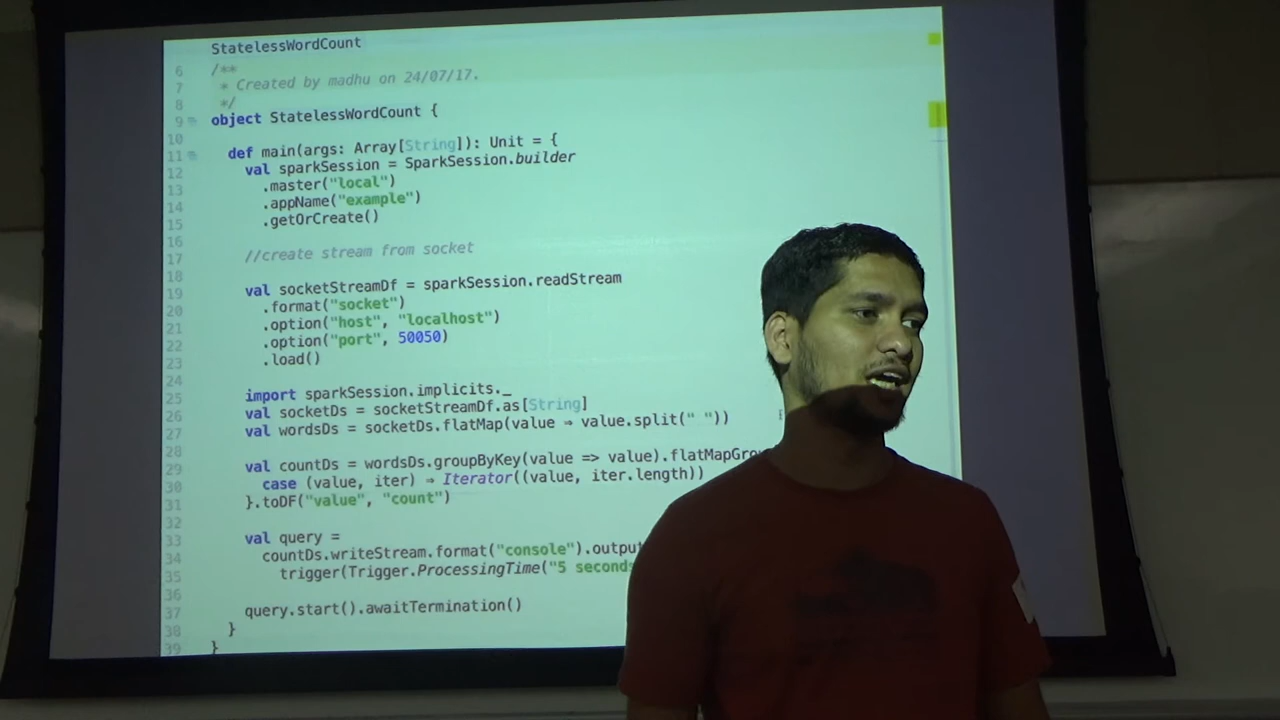 StatelessWordCount
6 /**
7 * Created by madhu on 24/07/17.
8 */
9 object StatelessWordCount {
10
11 def main(args: Array[String]): Unit = {
12 val sparkSession = SparkSession.builder
13 .master("local")
14 .appName("example")
15 .getOrCreate()
16
17 //create stream from socket
18
19 val socketStreamDf = sparkSession.readStream
20 .format("socket")
21 .option("host", "localhost")
22 .option("port", 50050)
23 .load()
24
25 import sparkSession.implicits._
26 val socketDs = socketStreamDf.as[String]
27 val wordsDs = socketDs.flatMap(value ⇒ value.split(" "))
28
29 val countDs = wordsDs.groupByKey(value => value).flatMapGro
30 case (value, iter) ⇒ Iterator((value, iter.length))
31 }.toDF("value", "count")
32
33 val query =
34 countDs.writeStream.format("console").outpu
35 trigger(Trigger.ProcessingTime("5 seconds
36
37 query.start().awaitTermination()
38 }
39 }